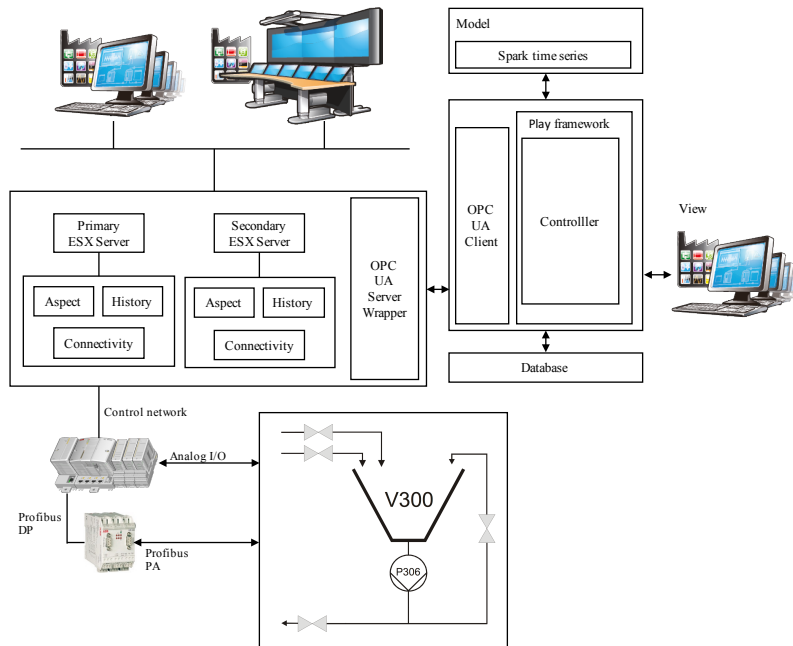 Model
Spark time series
Play framework
OPC
UA
Client
Controlller
View
Database
Primary
ESX Server
Secondary
ESX Server
OPC
UA
Server
Wrapper
Aspect
History
Connectivity
Aspect
History
Connectivity
Control network
Analog I/O
Profibus
DP
Profibus
PA
V300
P306